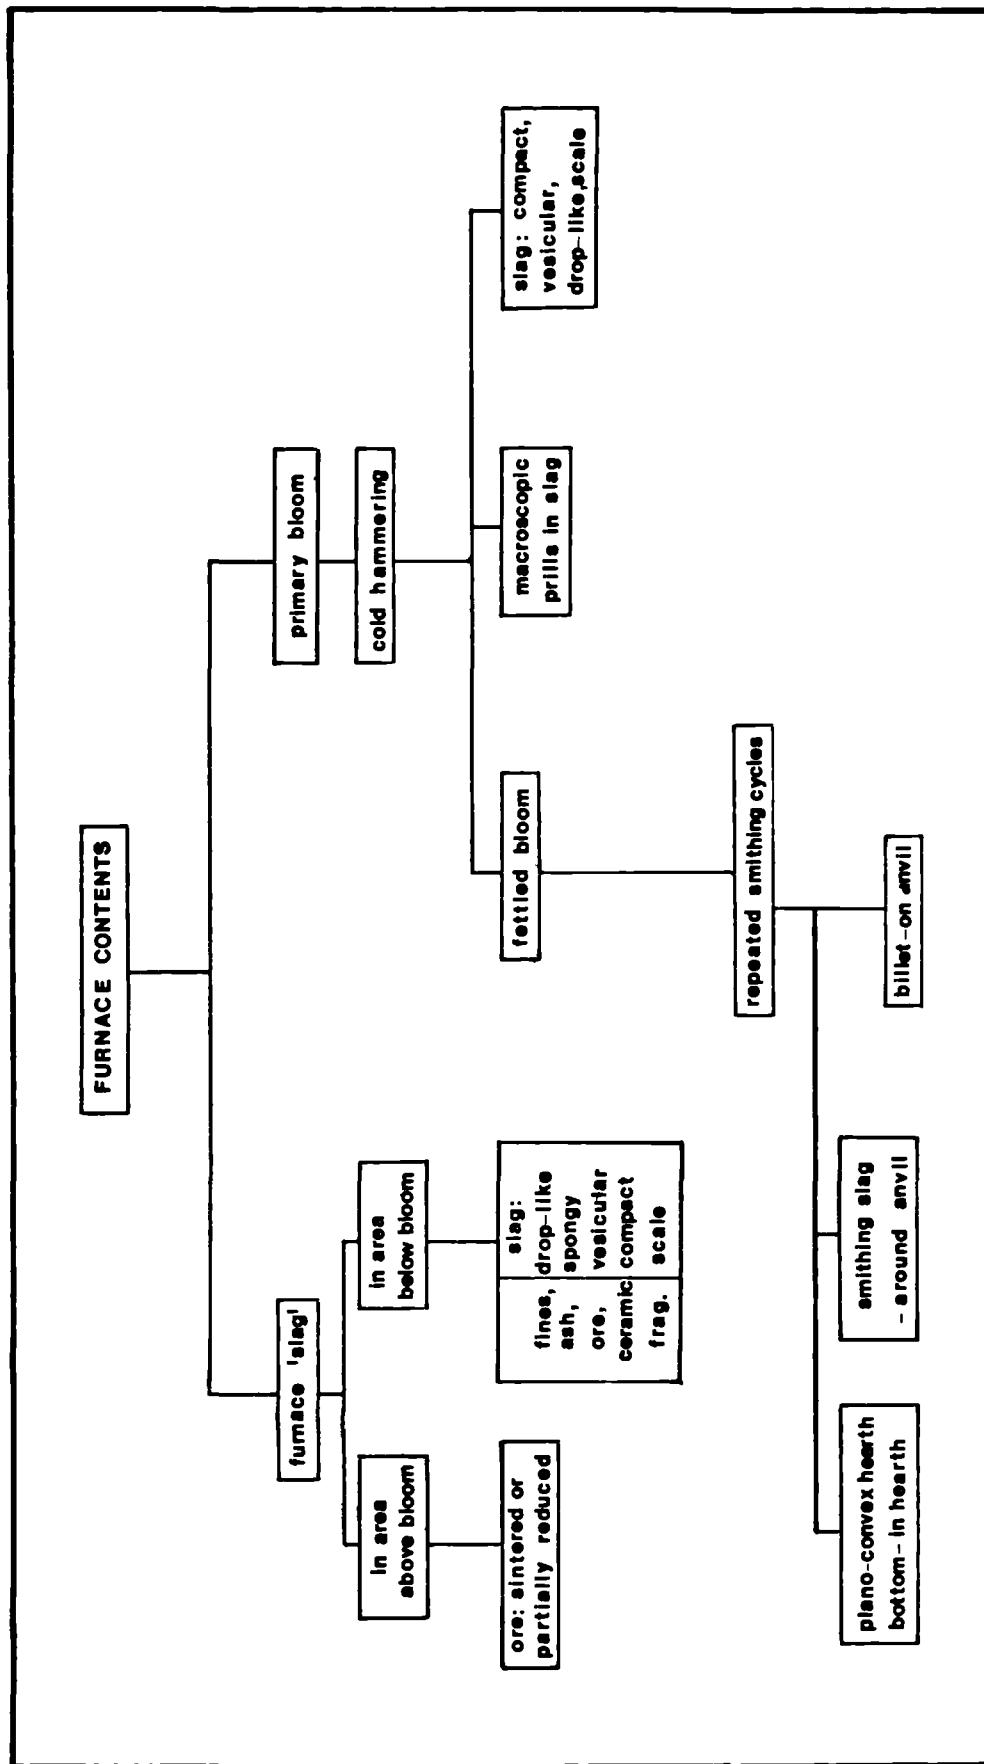 FURNACE CONTENTS
furnace 'slag'
primary bloom
in area
above bloom
in area
below bloom
cold hammering
ore: sintered or
partially reduced
fines,
ash,
ore,
ceramic
frag.
slag:
drop-like
spongy
vesicular
compact
scale
fettled bloom
macroscopic
prills in slag
slag: compact,
vesicular,
drop-like,scale
repeated smithing cycles
plano-convex hearth
bottom- in hearth
smithing slag
- around anvil
billet-on anvil